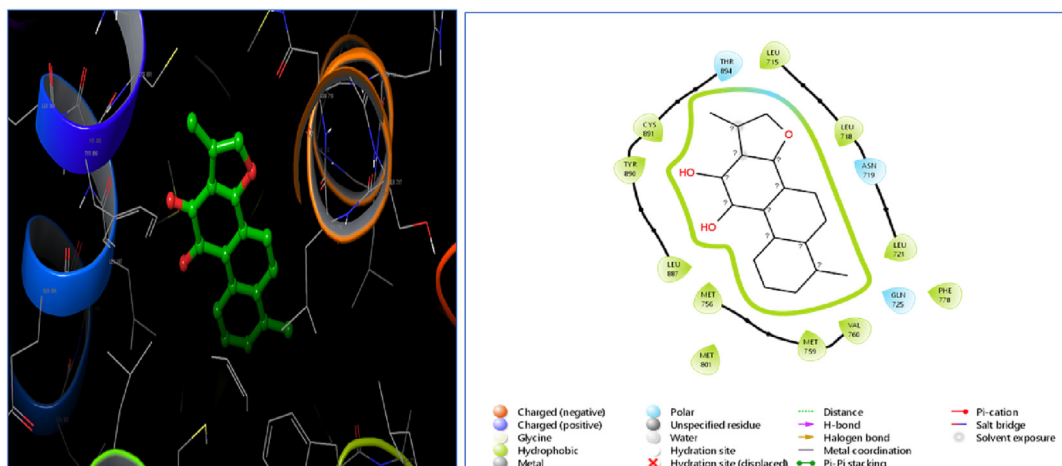 THR
894
LEU
715
CYS
891
TYR
890
LEU
718
ASN
719
LEU
887
LEU
721
MET
756
GLN
725
PHE
778
VAL
760
MET
759
MET
801
HO
HO
O
? ? ? ? ? ? ? ? ? ? ?
Charged (negative)
Charged (positive)
Glycine
Hydrophobic
Metal
Polar
Unspecified residue
Water
Hydration site
Hydration site (displaced)
Distance
H-bond
Halogen bond
Metal coordination
Pi-Pi stacking
Pi-cation
Salt bridge
Solvent exposure